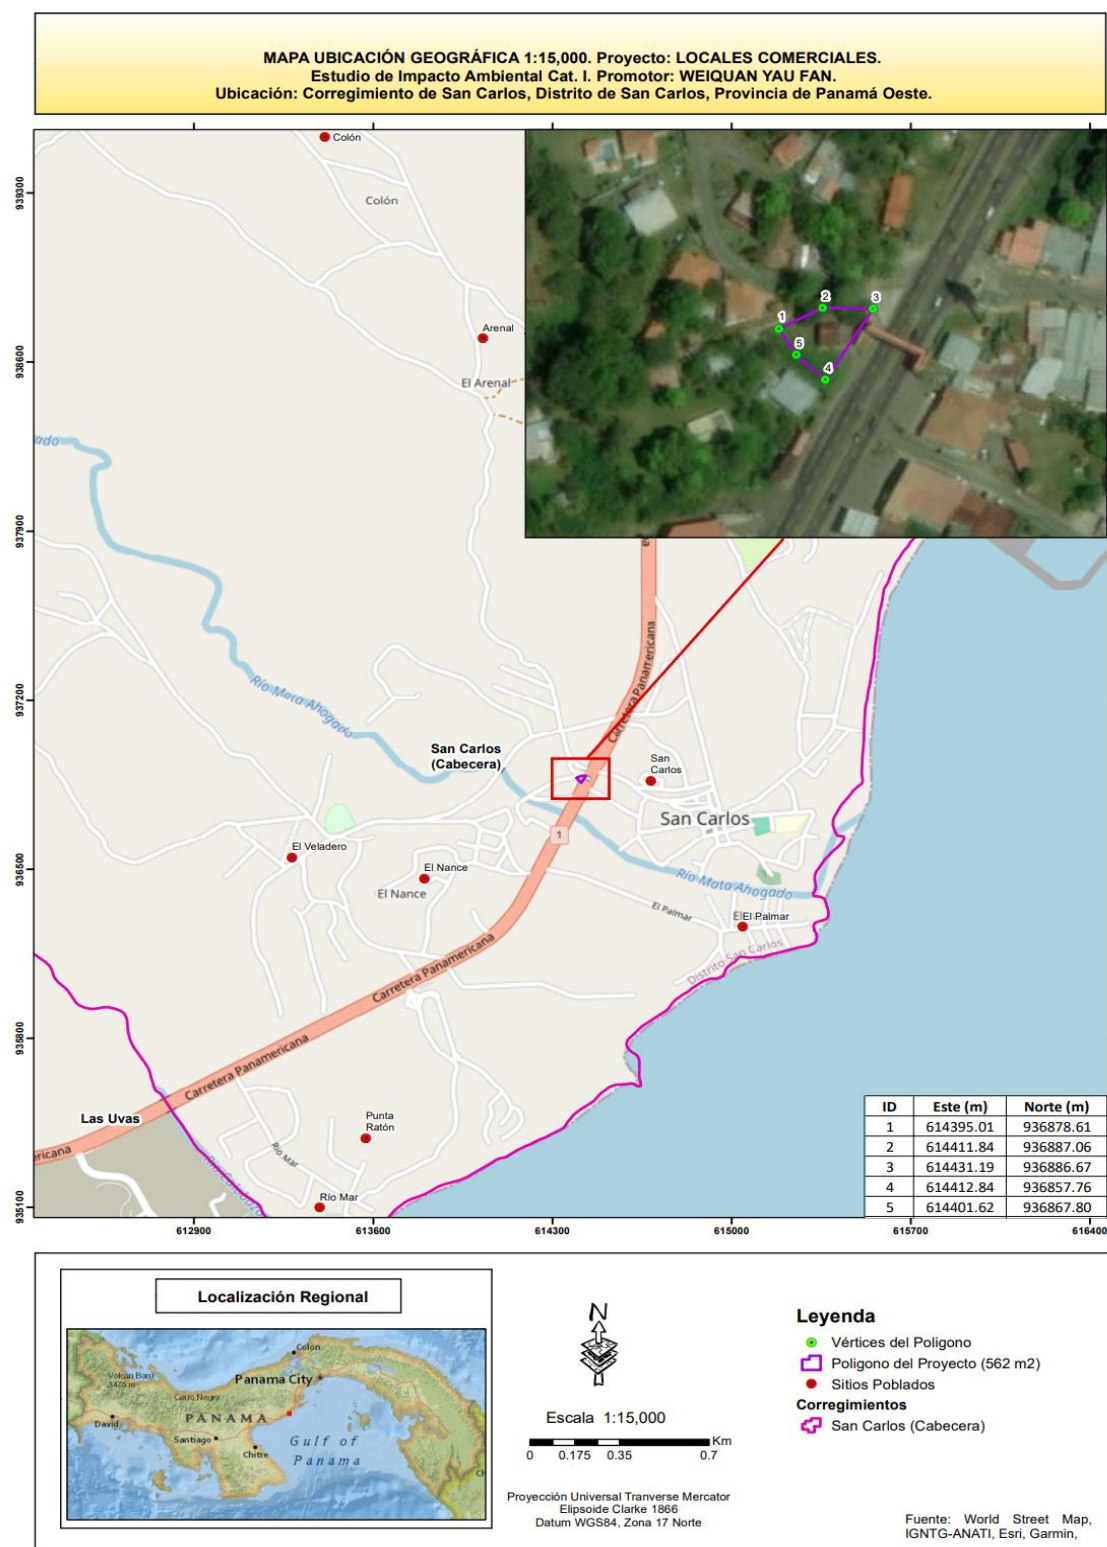 MAPA UBICACIÓN GEOGRÁFICA 1:15,000. Proyecto: LOCALES COMERCIALES.
Estudio de Impacto Ambiental Cat. I. Promotor: WEIQUAN YAU FAN.
Ubicación: Corregimiento de San Carlos, Distrito de San Carlos, Provincia de Panamá Oeste.
Colón
Colón
Arenal
El Arenal
ado
1
2
3
4
5
939300
938600
937900
937200
936500
935800
935100
Río Mata Ahogado
San Carlos
(Cabecera)
Carretera Panamericana
San
Carlos
San Carlos
1
El Veladero
El Nance
El Nance
Río Mata Ahogado
El Palmar
El Palmar
Distrito San Carlos
Carretera Panamericana
Carretera Panamericana
Las Uvas
ricana
Punta
Ratón
Río Mar
Río Mar
ID Este (m) Norte (m)
1 614395.01 936878.61
2 614411.84 936887.06
3 614431.19 936886.67
4 614412.84 936857.76
5 614401.62 936867.80
612900 613600 614300 615000 615700 616400
Localización Regional
Colón
Volcán Barú
3475 m
Panama City
Cerro Negro
David
PANAMA
Santiago
Chitre
Gulf of
Panama
Ch
N
Escala 1:15,000
Km
0 0.175 0.35 0.7
Proyección Universal Tranverse Mercator
Elipsoide Clarke 1866
Datum WGS84, Zona 17 Norte
Leyenda
Vértices del Poligono
Poligono del Proyecto (562 m2)
Sitios Poblados
Corregimientos
San Carlos (Cabecera)
Fuente: World Street Map,
IGNTG-ANATI, Esri, Garmin,